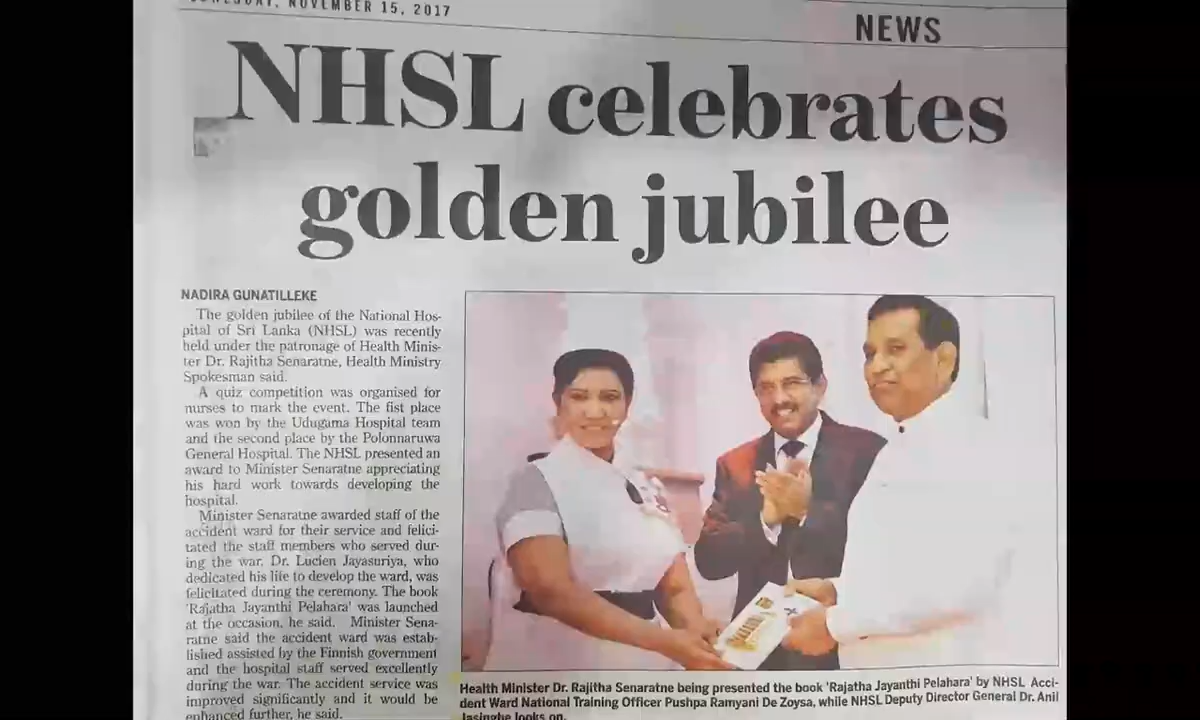 NOVEMBER 15, 2017
NEWS
NHSL celebrates
golden jubilee
NADIRA GUNATILLEKE
The golden jubilee of the National Hos-
pital of Sri Lanka (NHSL) was recently
held under the patronage of Health Minis-
ter Dr. Rajitha Senaratne, Health Ministry
Spokesman said.
A quiz competition was organised for
nurses to mark the event. The fist place
was won by the Udugama Hospital team
and the second place by the Polonnaruwa
General Hospital. The NHSL presented an
award to Minister Senaratne appreciating
his hard work towards developing the
hospital.
Minister Senaratne awarded staff of the
accident ward for their service and felici-
tated the staff members who served dur-
ing the war. Dr. Lucien Jayasuriya, who
dedicated his life to develop the ward, was
felicitated during the ceremony. The book
'Rajatha Jayanthi Pelahara' was launched
at the occasion, he said. Minister Sena-
ratne said the accident ward was estab-
lished assisted by the Finnish government
and the hospital staff served excellently
during the war. The accident service was
improved significantly and it would be
enhanced further, he said.
Health Minister Dr. Rajitha Senaratne being presented the book 'Rajatha Jayanthi Pelahara' by NHSL Acci-
dent Ward National Training Officer Pushpa Ramyani De Zoysa, while NHSL Deputy Director General Dr. Anil
Jasinghe looks on.